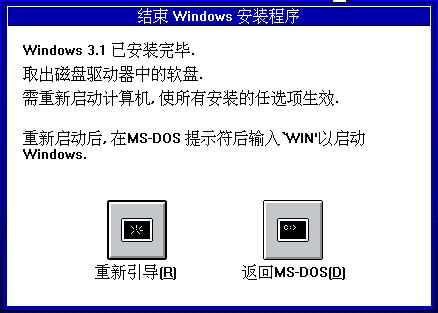 结束 Windows 安装程序
Windows 3.1 已安装完毕.
取出磁盘驱动器中的软盘.
需重新启动计算机, 使所有安装的任选项生效.
重新启动后, 在MS-DOS 提示符后输入`WIN'以启动
Windows.
C:>
重新引导(R)
返回MS-DOS(D)